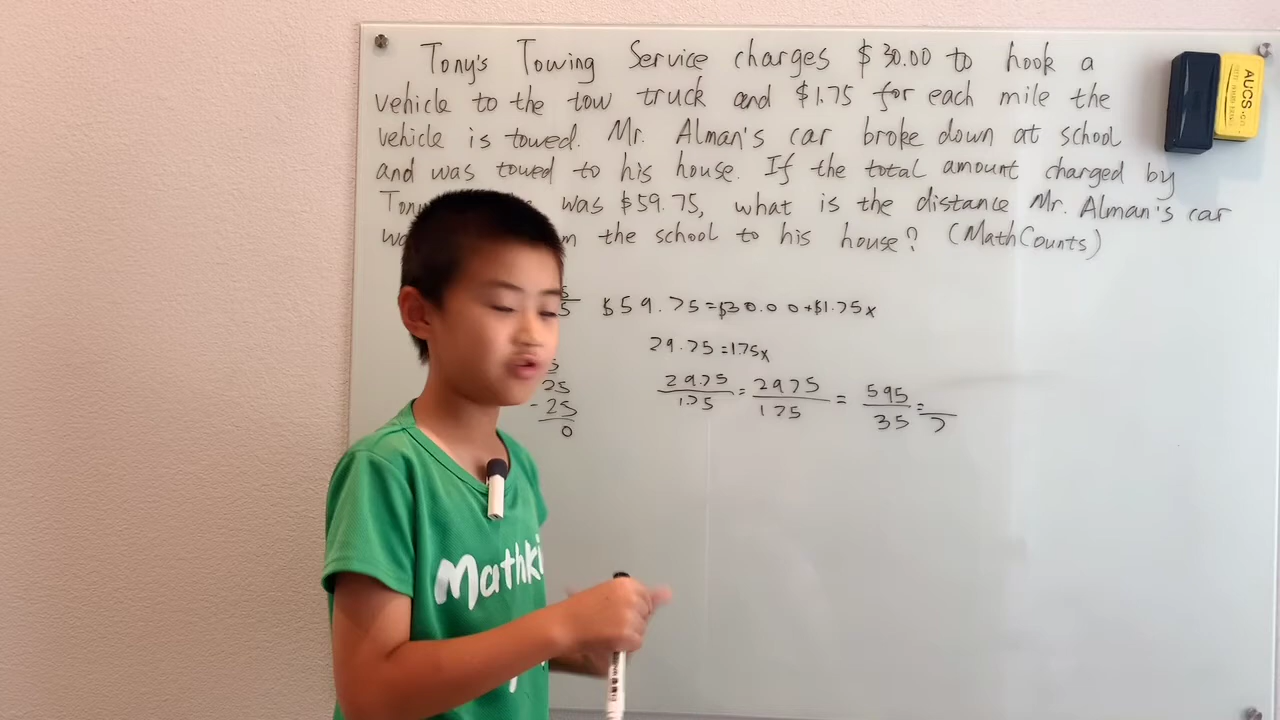 Tony's Towing Service charges $30.00 to hook a
vehicle to the tow truck and $1.75 for each mile the
vehicle is towed. Mr. Alman's car broke down at school
and was towed to his house. If the total amount charged by
Tony was $59.75, what is the distance Mr. Alman's car
the school to his house? (MathCounts)
$59.75=$30.00+$1.75x
29.75=1.75x
29.75/1.75 = 2975/175 = 595/35 = /7
25
-25
0
Mathki
AUCS